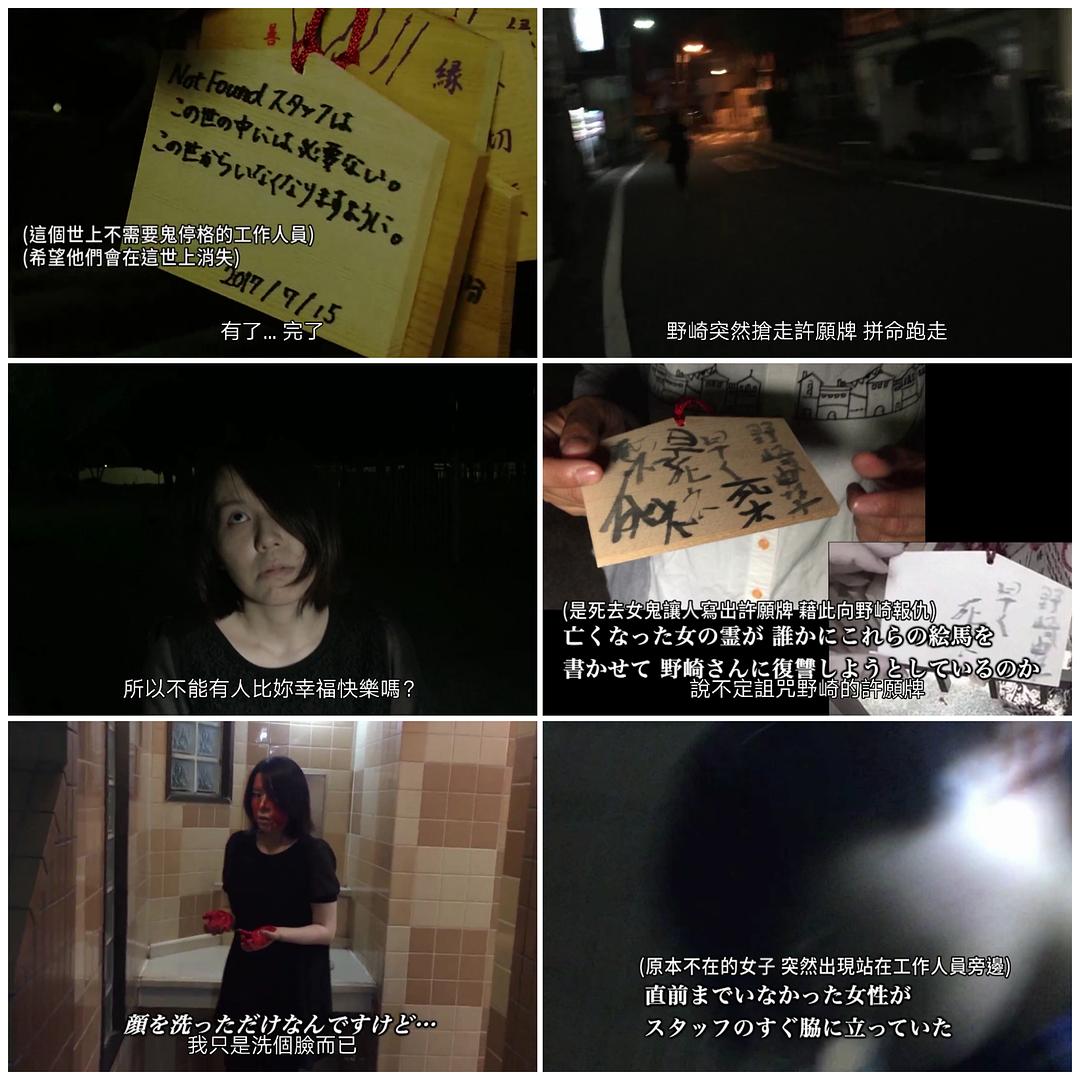 善
縁
切
Not Found スタッフは
この世の中には必要ない。
この世からいなくなりますように。
2017/7/15
(這個世上不需要鬼停格的工作人員)
(希望他們會在這世上消失)
有了... 完了
野崎突然搶走許願牌 拼命跑走
所以不能有人比妳幸福快樂嗎?
早く
死
野崎
早く
死
(是死去女鬼讓人寫出許願牌 藉此向野崎報仇)
亡くなった女の霊が 誰かにこれらの絵馬を
書かせて 野崎さんに復讐しようとしているのか
說不定詛咒野崎的許願牌
顔を洗っただけなんですけど…
我只是洗個臉而已
(原本不在的女子 突然出現站在工作人員旁邊)
直前までいなかった女性が
スタッフのすぐ脇に立っていた